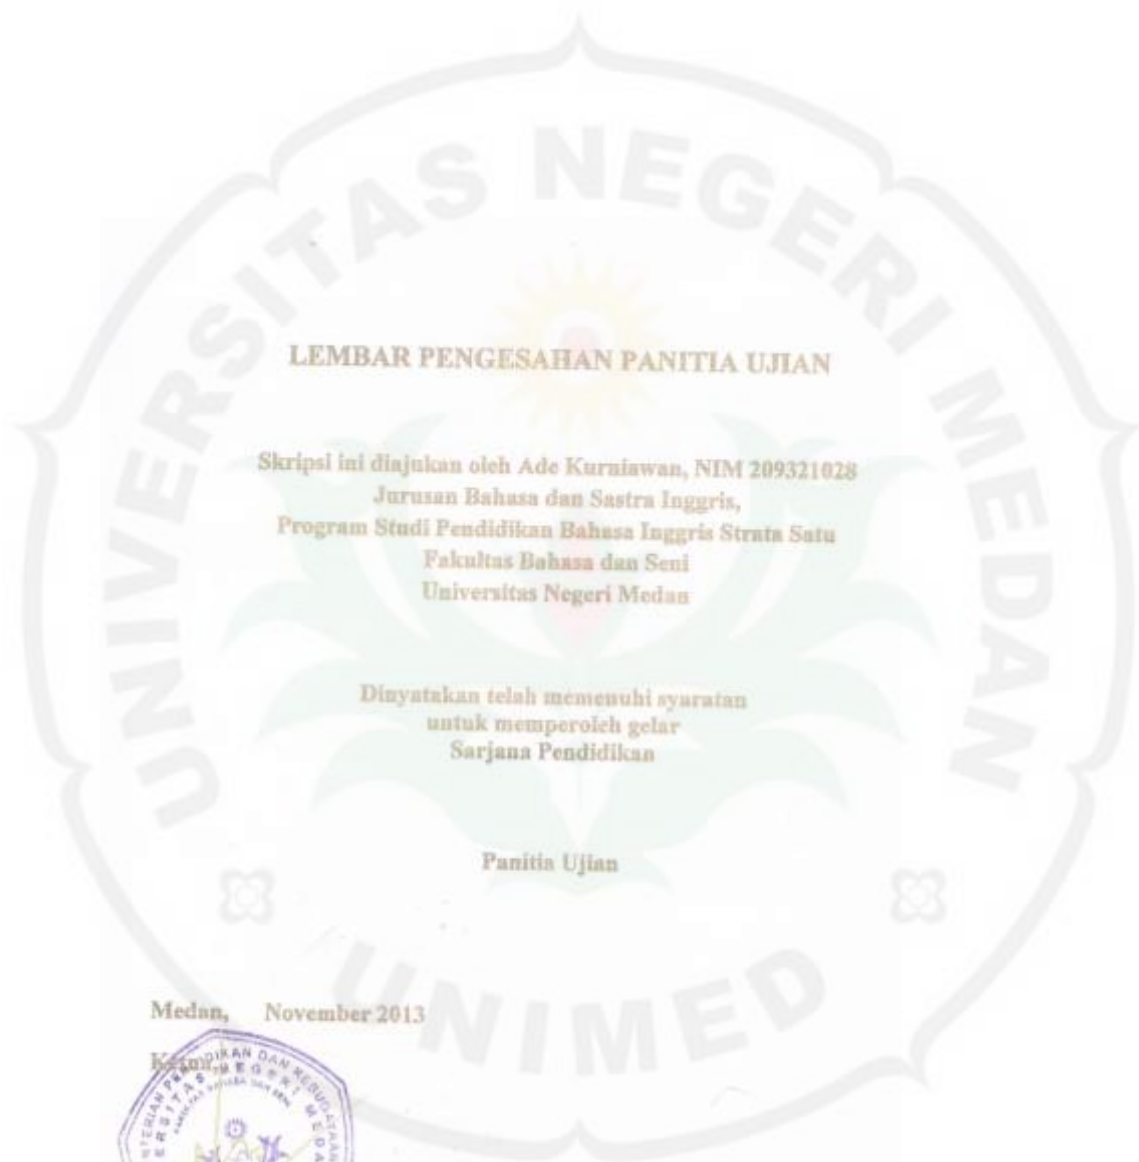 UNIVERSITAS NEGERI MEDAN
LEMBAR PENGESAHAN PANITIA UJIAN
Skripsi ini diajukan oleh Ade Kurniawan, NIM 209321028
Jurusan Bahasa dan Sastra Inggris,
Program Studi Pendidikan Bahasa Inggris Strata Satu
Fakultas Bahasa dan Seni
Universitas Negeri Medan
Dinyatakan telah memenuhi syaratan
untuk memperoleh gelar
Sarjana Pendidikan
Panitia Ujian
UNIMED
Medan, November 2013